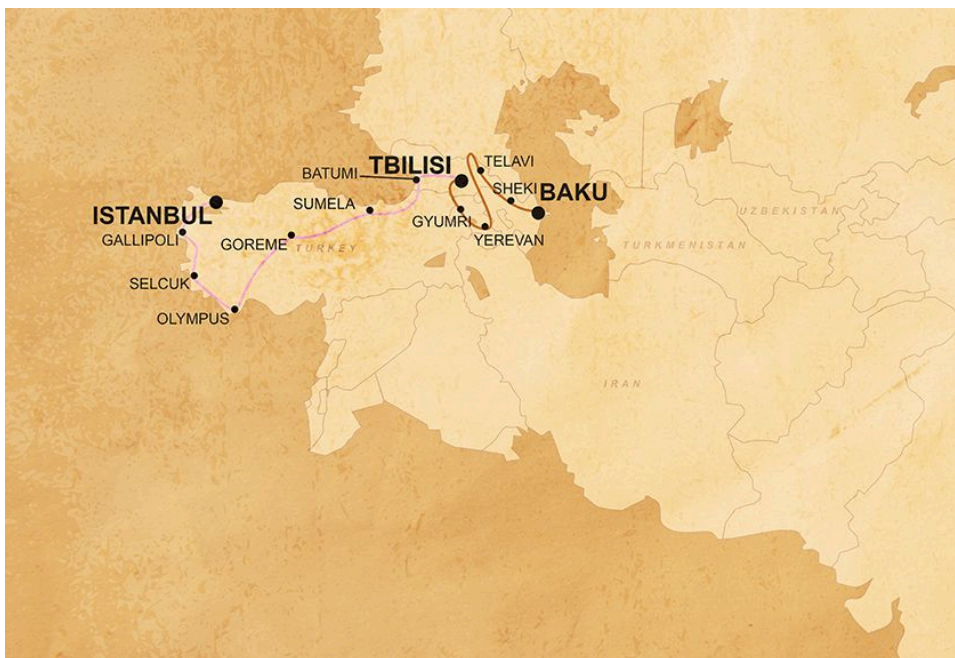 TBILISI
TELAVI
BATUMI
SHEKI
BAKU
ISTANBUL
SUMELA
GYUMRI
UZBEKISTAN
GALLIPOLI
GOREME
TURKEY
YEREVAN
TURKMENISTAN
SELCUK
OLYMPUS
IRAN